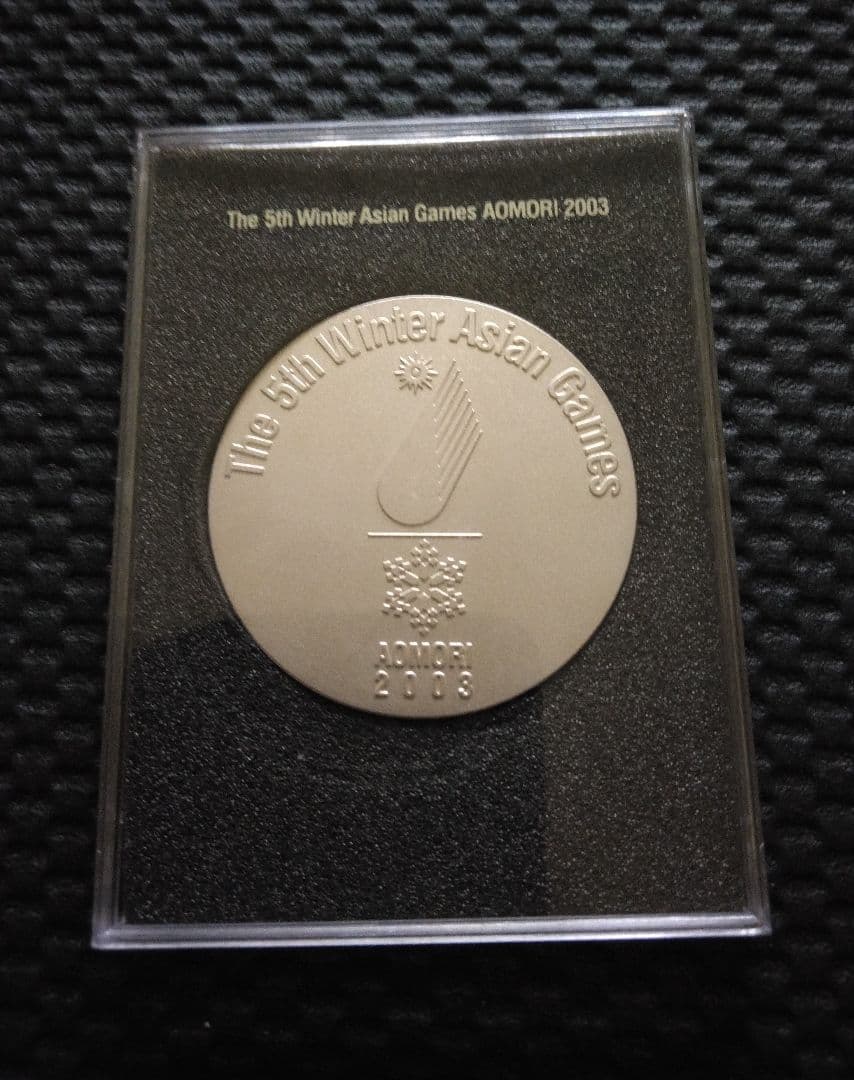 The 5th Winter Asian Games AOMORI 2003
The 5th Winter Asian Games
AOMORI
2003